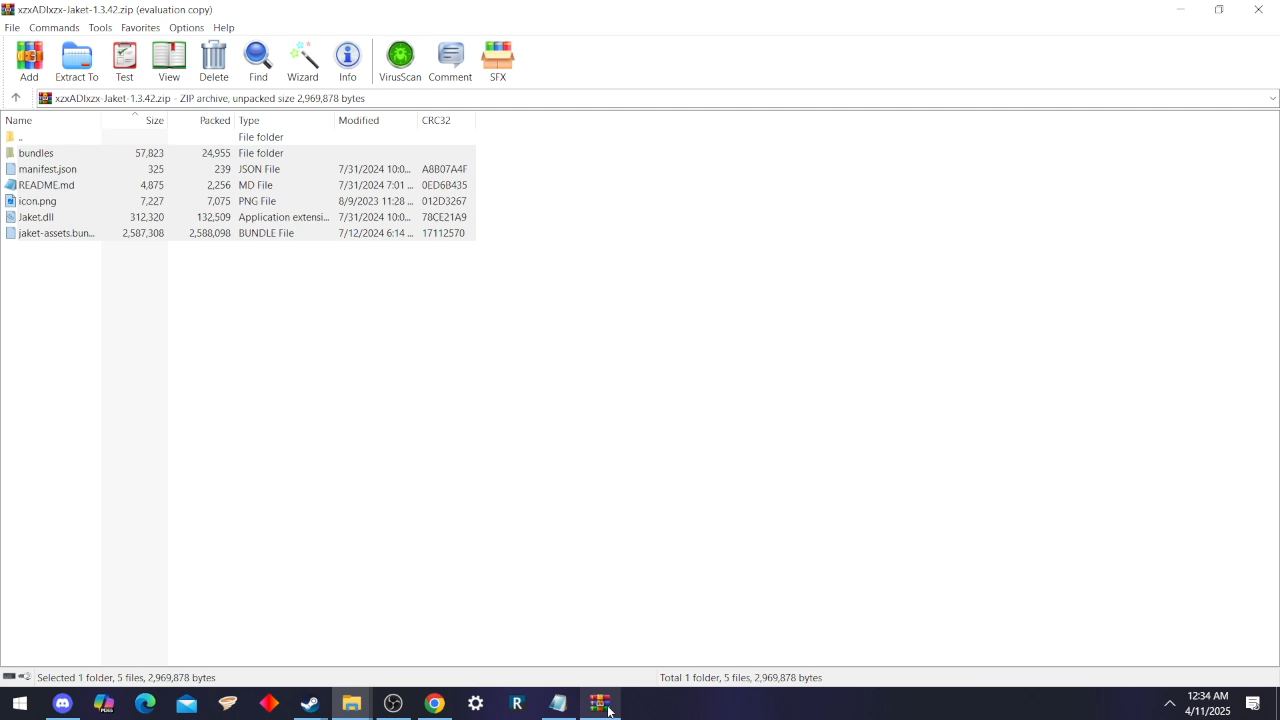 xzxADIxzx-Jaket-1.3.42.zip (evaluation copy)
File Commands Tools Favorites Options Help
Add Extract To Test View Delete Find Wizard Info VirusScan Comment SFX
xzxADIxzx-Jaket-1.3.42.zip - ZIP archive, unpacked size 2,969,878 bytes
Name Size Packed Type Modified CRC32
.. File folder
bundles 57,823 24,955 File folder
manifest.json 325 239 JSON File 7/31/2024 10:0... A8B07A4F
README.md 4,875 2,256 MD File 7/31/2024 7:01 ... 0ED6B435
icon.png 7,227 7,075 PNG File 8/9/2023 11:28 ... 012D3267
Jaket.dll 312,320 132,509 Application extensi... 7/31/2024 10:0... 78CE21A9
jaket-assets.bun... 2,587,308 2,588,098 BUNDLE File 7/12/2024 6:14 ... 17112570
Selected 1 folder, 5 files, 2,969,878 bytes Total 1 folder, 5 files, 2,969,878 bytes
12:34 AM
4/11/2025